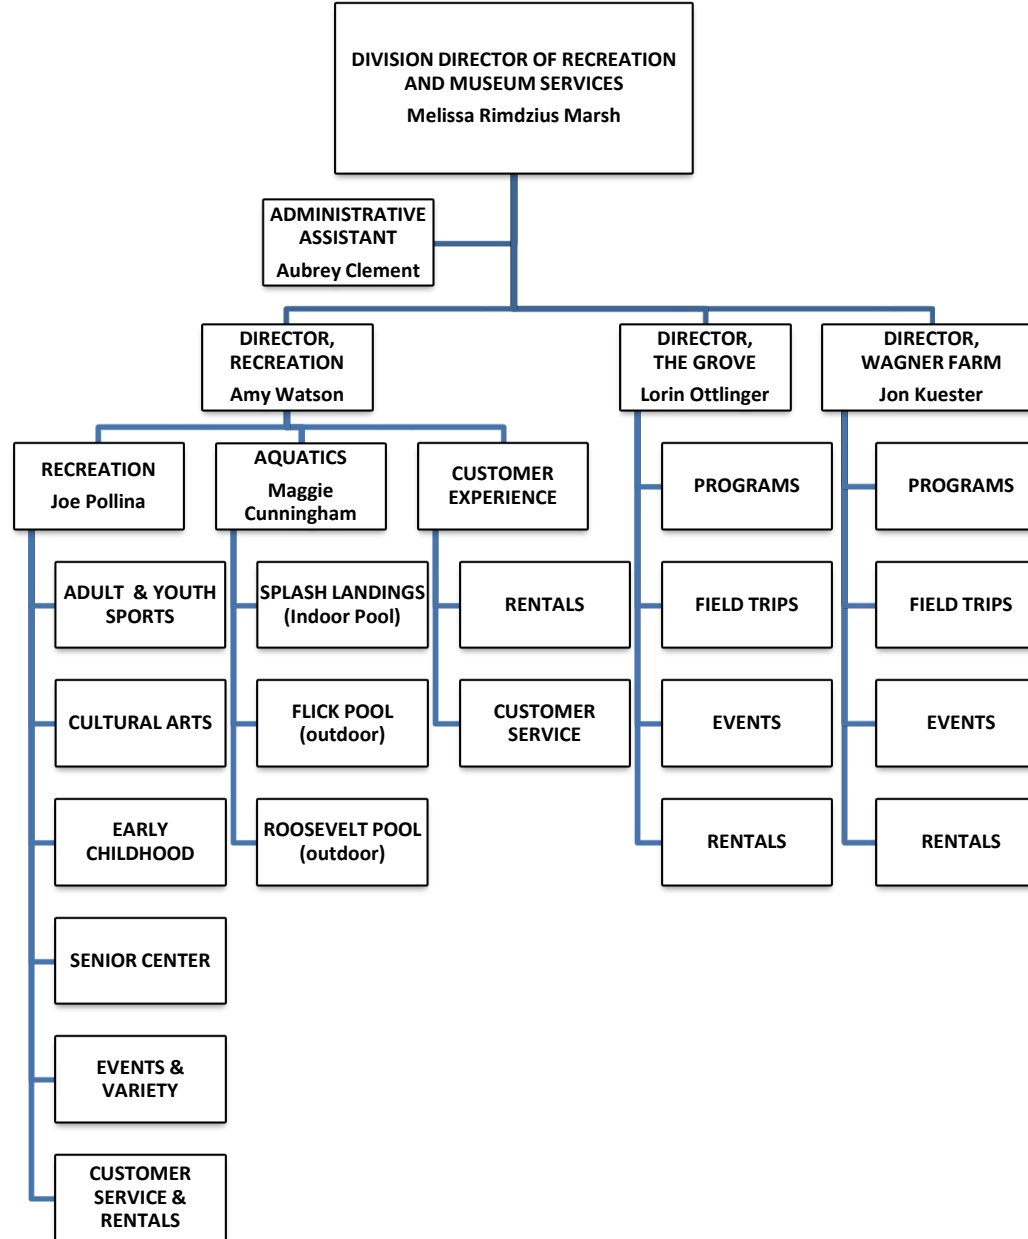 DIVISION DIRECTOR OF RECREATION
AND MUSEUM SERVICES
Melissa Rimdzius Marsh
ADMINISTRATIVE
ASSISTANT
Aubrey Clement
DIRECTOR,
RECREATION
Amy Watson
DIRECTOR,
THE GROVE
Lorin Ottlinger
DIRECTOR,
WAGNER FARM
Jon Kuester
RECREATION
Joe Pollina
AQUATICS
Maggie
Cunningham
CUSTOMER
EXPERIENCE
PROGRAMS
PROGRAMS
ADULT & YOUTH
SPORTS
SPLASH LANDINGS
(Indoor Pool)
RENTALS
FIELD TRIPS
FIELD TRIPS
CULTURAL ARTS
FLICK POOL
(outdoor)
CUSTOMER
SERVICE
EVENTS
EVENTS
EARLY
CHILDHOOD
ROOSEVELT POOL
(outdoor)
RENTALS
RENTALS
SENIOR CENTER
EVENTS &
VARIETY
CUSTOMER
SERVICE &
RENTALS